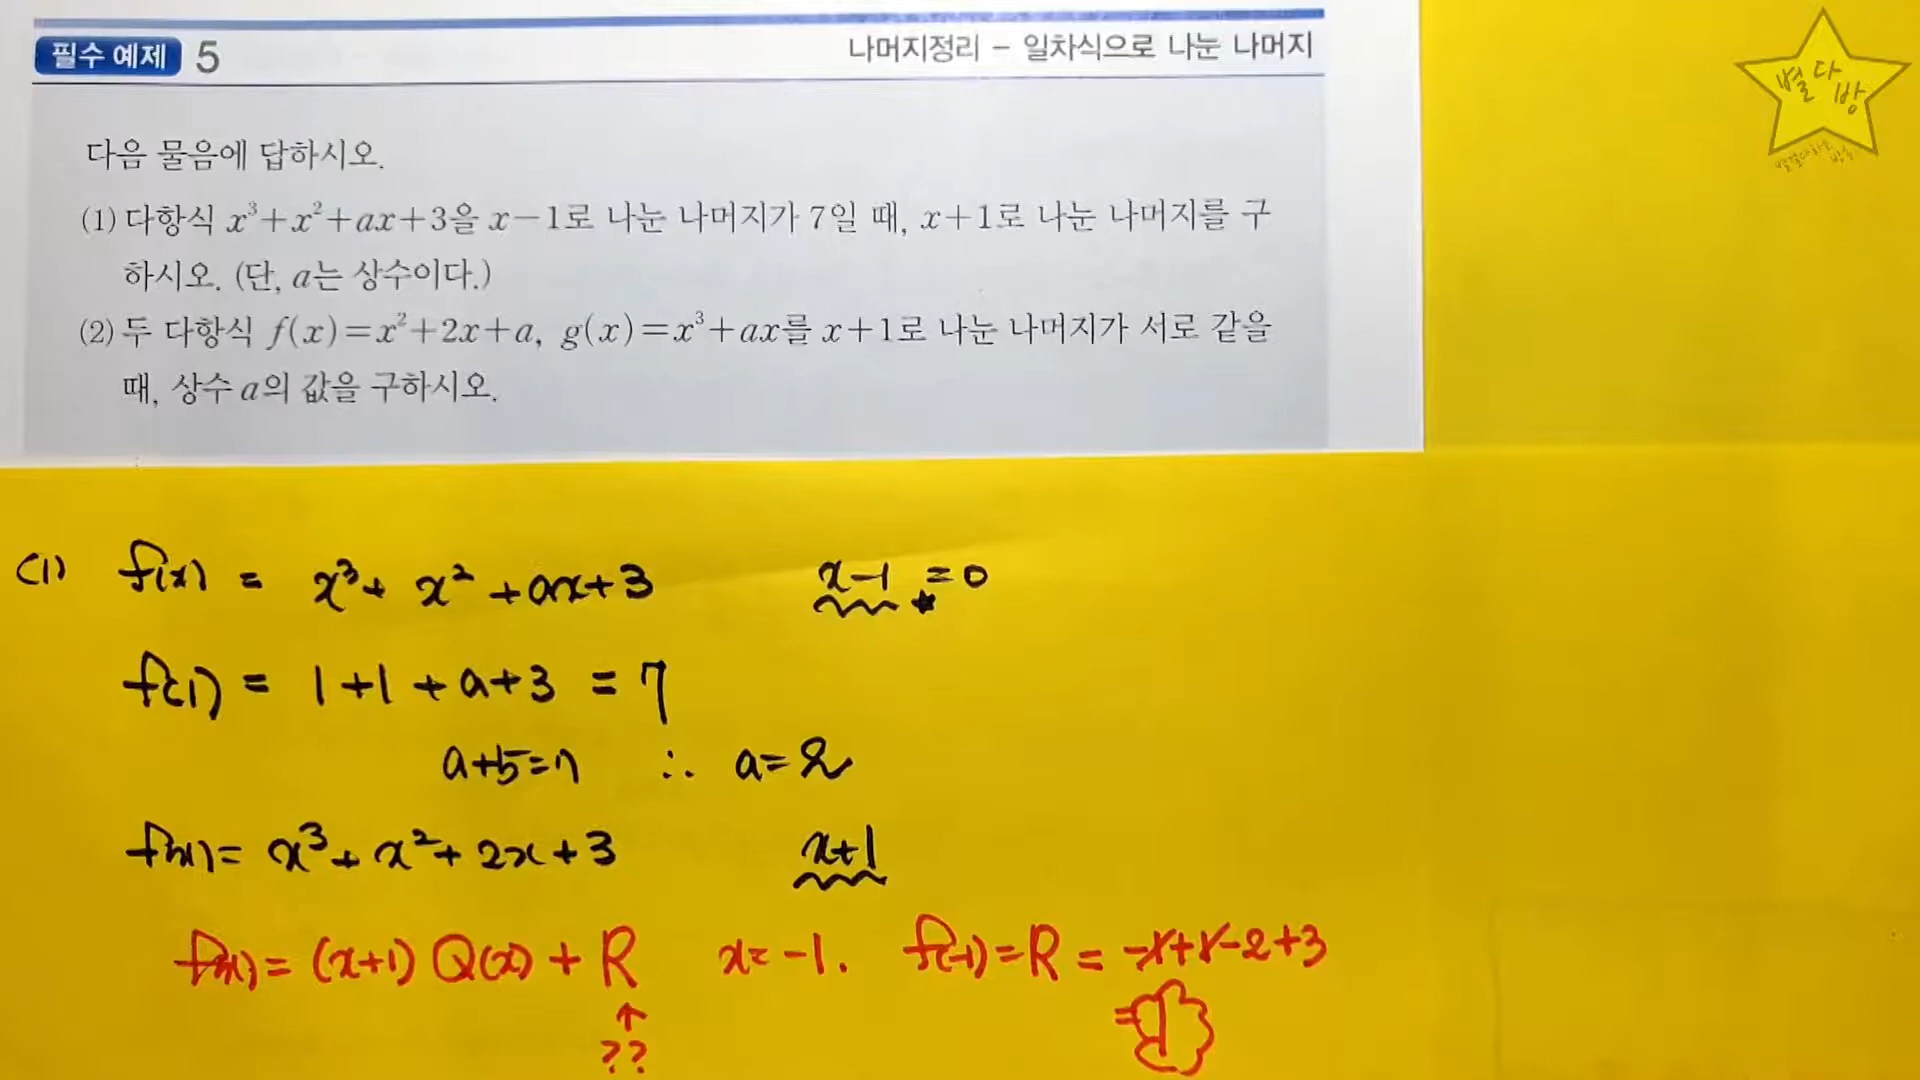 필수 예제 5
나머지정리 - 일차식으로 나눈 나머지
별다방
다음 물음에 답하시오.
(1) 다항식 x³+x²+ax+3을 x-1로 나눈 나머지가 7일 때, x+1로 나눈 나머지를 구
하시오. (단, a는 상수이다.)
(2) 두 다항식 f(x)=x²+2x+a, g(x)=x³+ax를 x+1로 나눈 나머지가 서로 같을
때, 상수 a의 값을 구하시오.
(1) f(x) = x³+ x² +ax+3 x-1 =0
f(1) = 1+1+a+3 = 7
a+5=7 ∴ a=2
f(x)= x³+x²+2x+3 x+1
f(x)= (x+1) Q(x) + R x=-1. f(-1)=R = -1+1-2+3
↑ =1
??